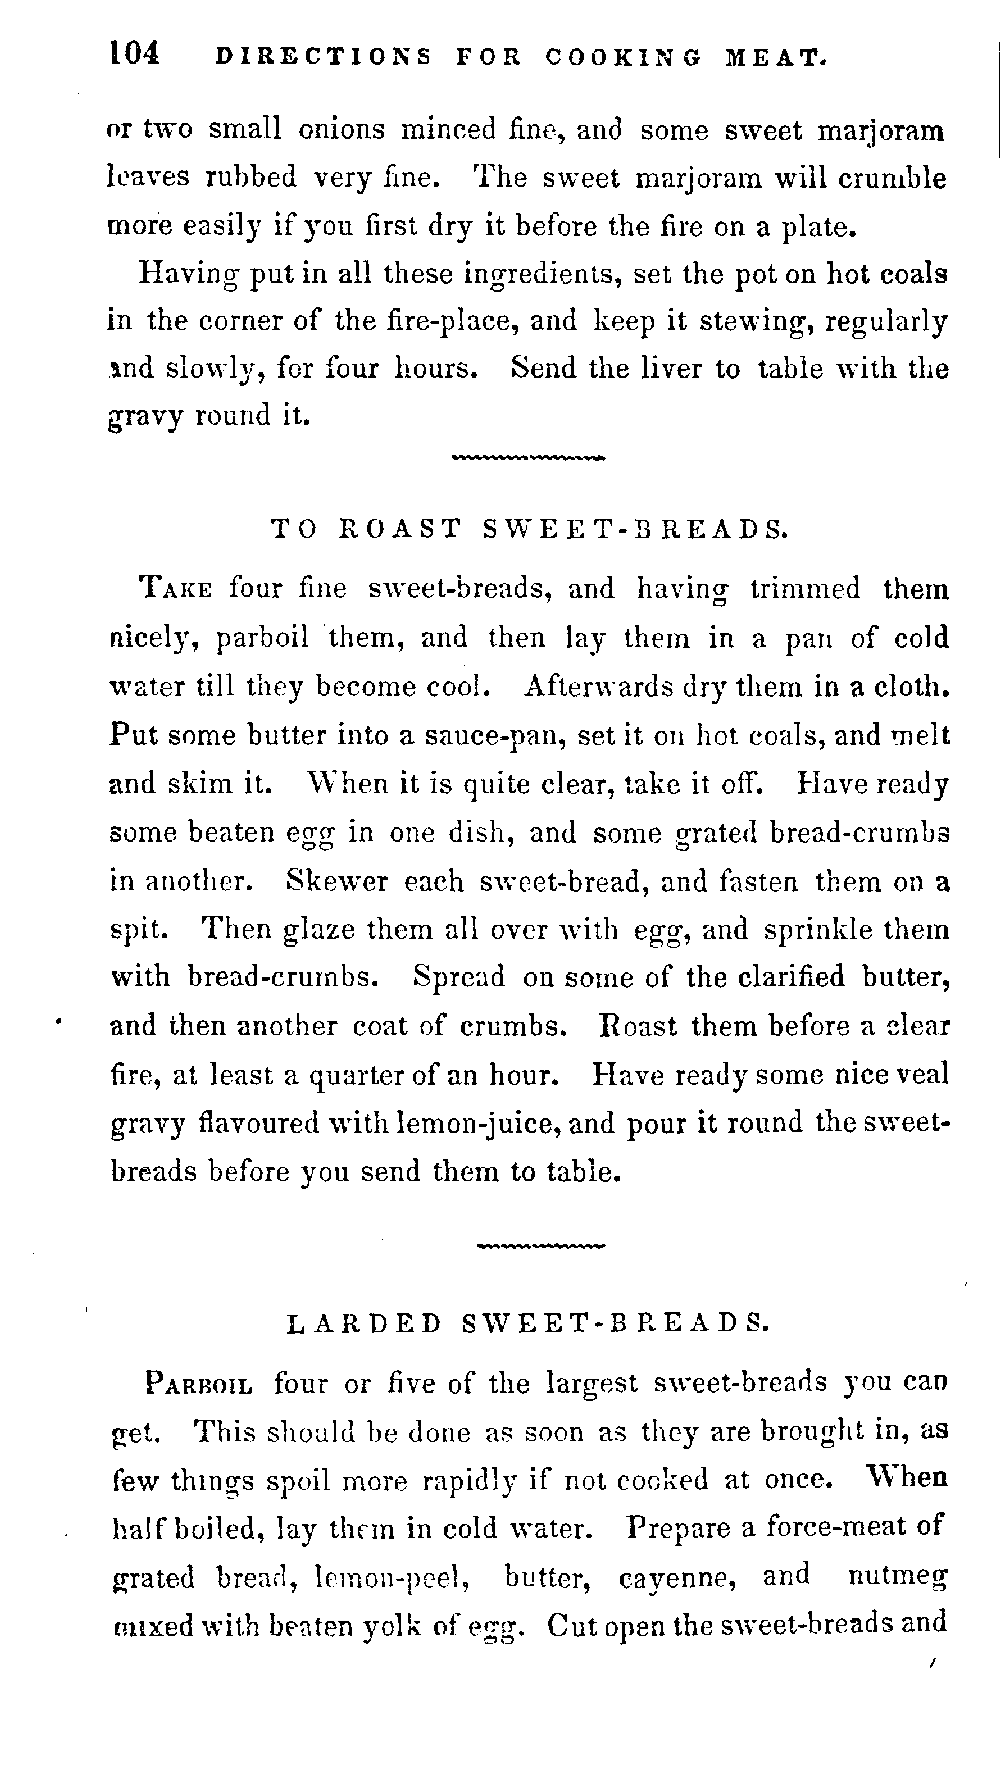 104 DIRECTIONS FOR COOKING MEAT.
or two small onions minced fine, and some sweet marjoram
leaves rubbed very fine. The sweet marjoram will crumble
more easily if you first dry it before the fire on a plate.
Having put in all these ingredients, set the pot on hot coals
in the corner of the fire-place, and keep it stewing, regularly
and slowly, for four hours. Send the liver to table with the
gravy round it.
TO ROAST SWEET-BREADS.
TAKE four fine sweet-breads, and having trimmed them
nicely, parboil them, and then lay them in a pan of cold
water till they become cool. Afterwards dry them in a cloth.
Put some butter into a sauce-pan, set it on hot coals, and melt
and skim it. When it is quite clear, take it off. Have ready
some beaten egg in one dish, and some grated bread-crumbs
in another. Skewer each sweet-bread, and fasten them on a
spit. Then glaze them all over with egg, and sprinkle them
with bread-crumbs. Spread on some of the clarified butter,
and then another coat of crumbs. Roast them before a clear
fire, at least a quarter of an hour. Have ready some nice veal
gravy flavoured with lemon-juice, and pour it round the sweet-
breads before you send them to table.
LARDED SWEET-BREADS.
PARBOIL four or five of the largest sweet-breads you can
get. This should be done as soon as they are brought in, as
few things spoil more rapidly if not cooked at once. When
half boiled, lay them in cold water. Prepare a force-meat of
grated bread, lemon-peel, butter, cayenne, and nutmeg
mixed with beaten yolk of egg. Cut open the sweet-breads and